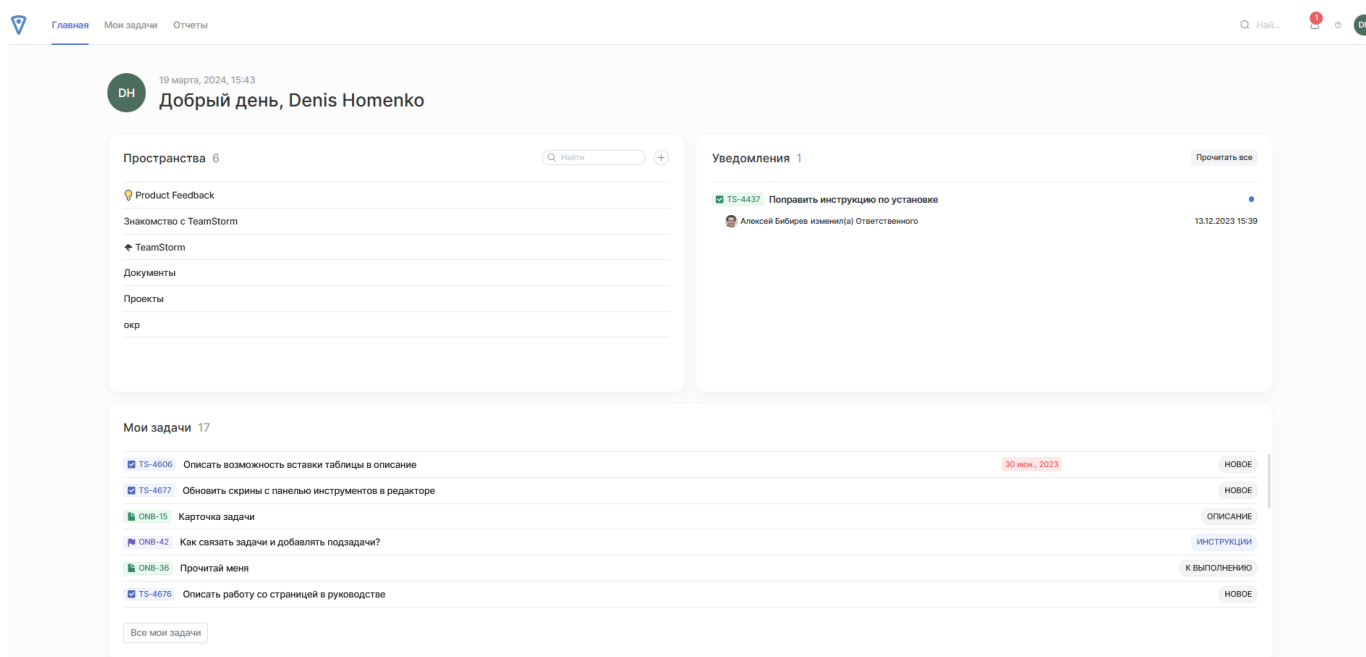 Главная Мои задачи Отчеты Най... 1 DH
19 марта, 2024, 15:43
DH Добрый день, Denis Homenko
Пространства 6 Найти
Product Feedback
Знакомство с TeamStorm
TeamStorm
Документы
Проекты
окр
Уведомления 1 Прочитать все
TS-4437 Поправить инструкцию по установке
Алексей Бибирев изменил(а) Ответственного 13.12.2023 15:39
Мои задачи 17
TS-4606 Описать возможность вставки таблицы в описание 30 июн., 2023 НОВОЕ
TS-4677 Обновить скрины с панелью инструментов в редакторе НОВОЕ
ONB-15 Карточка задачи ОПИСАНИЕ
ONB-42 Как связать задачи и добавлять подзадачи? ИНСТРУКЦИИ
ONB-36 Прочитай меня К ВЫПОЛНЕНИЮ
TS-4676 Описать работу со страницей в руководстве НОВОЕ
Все мои задачи